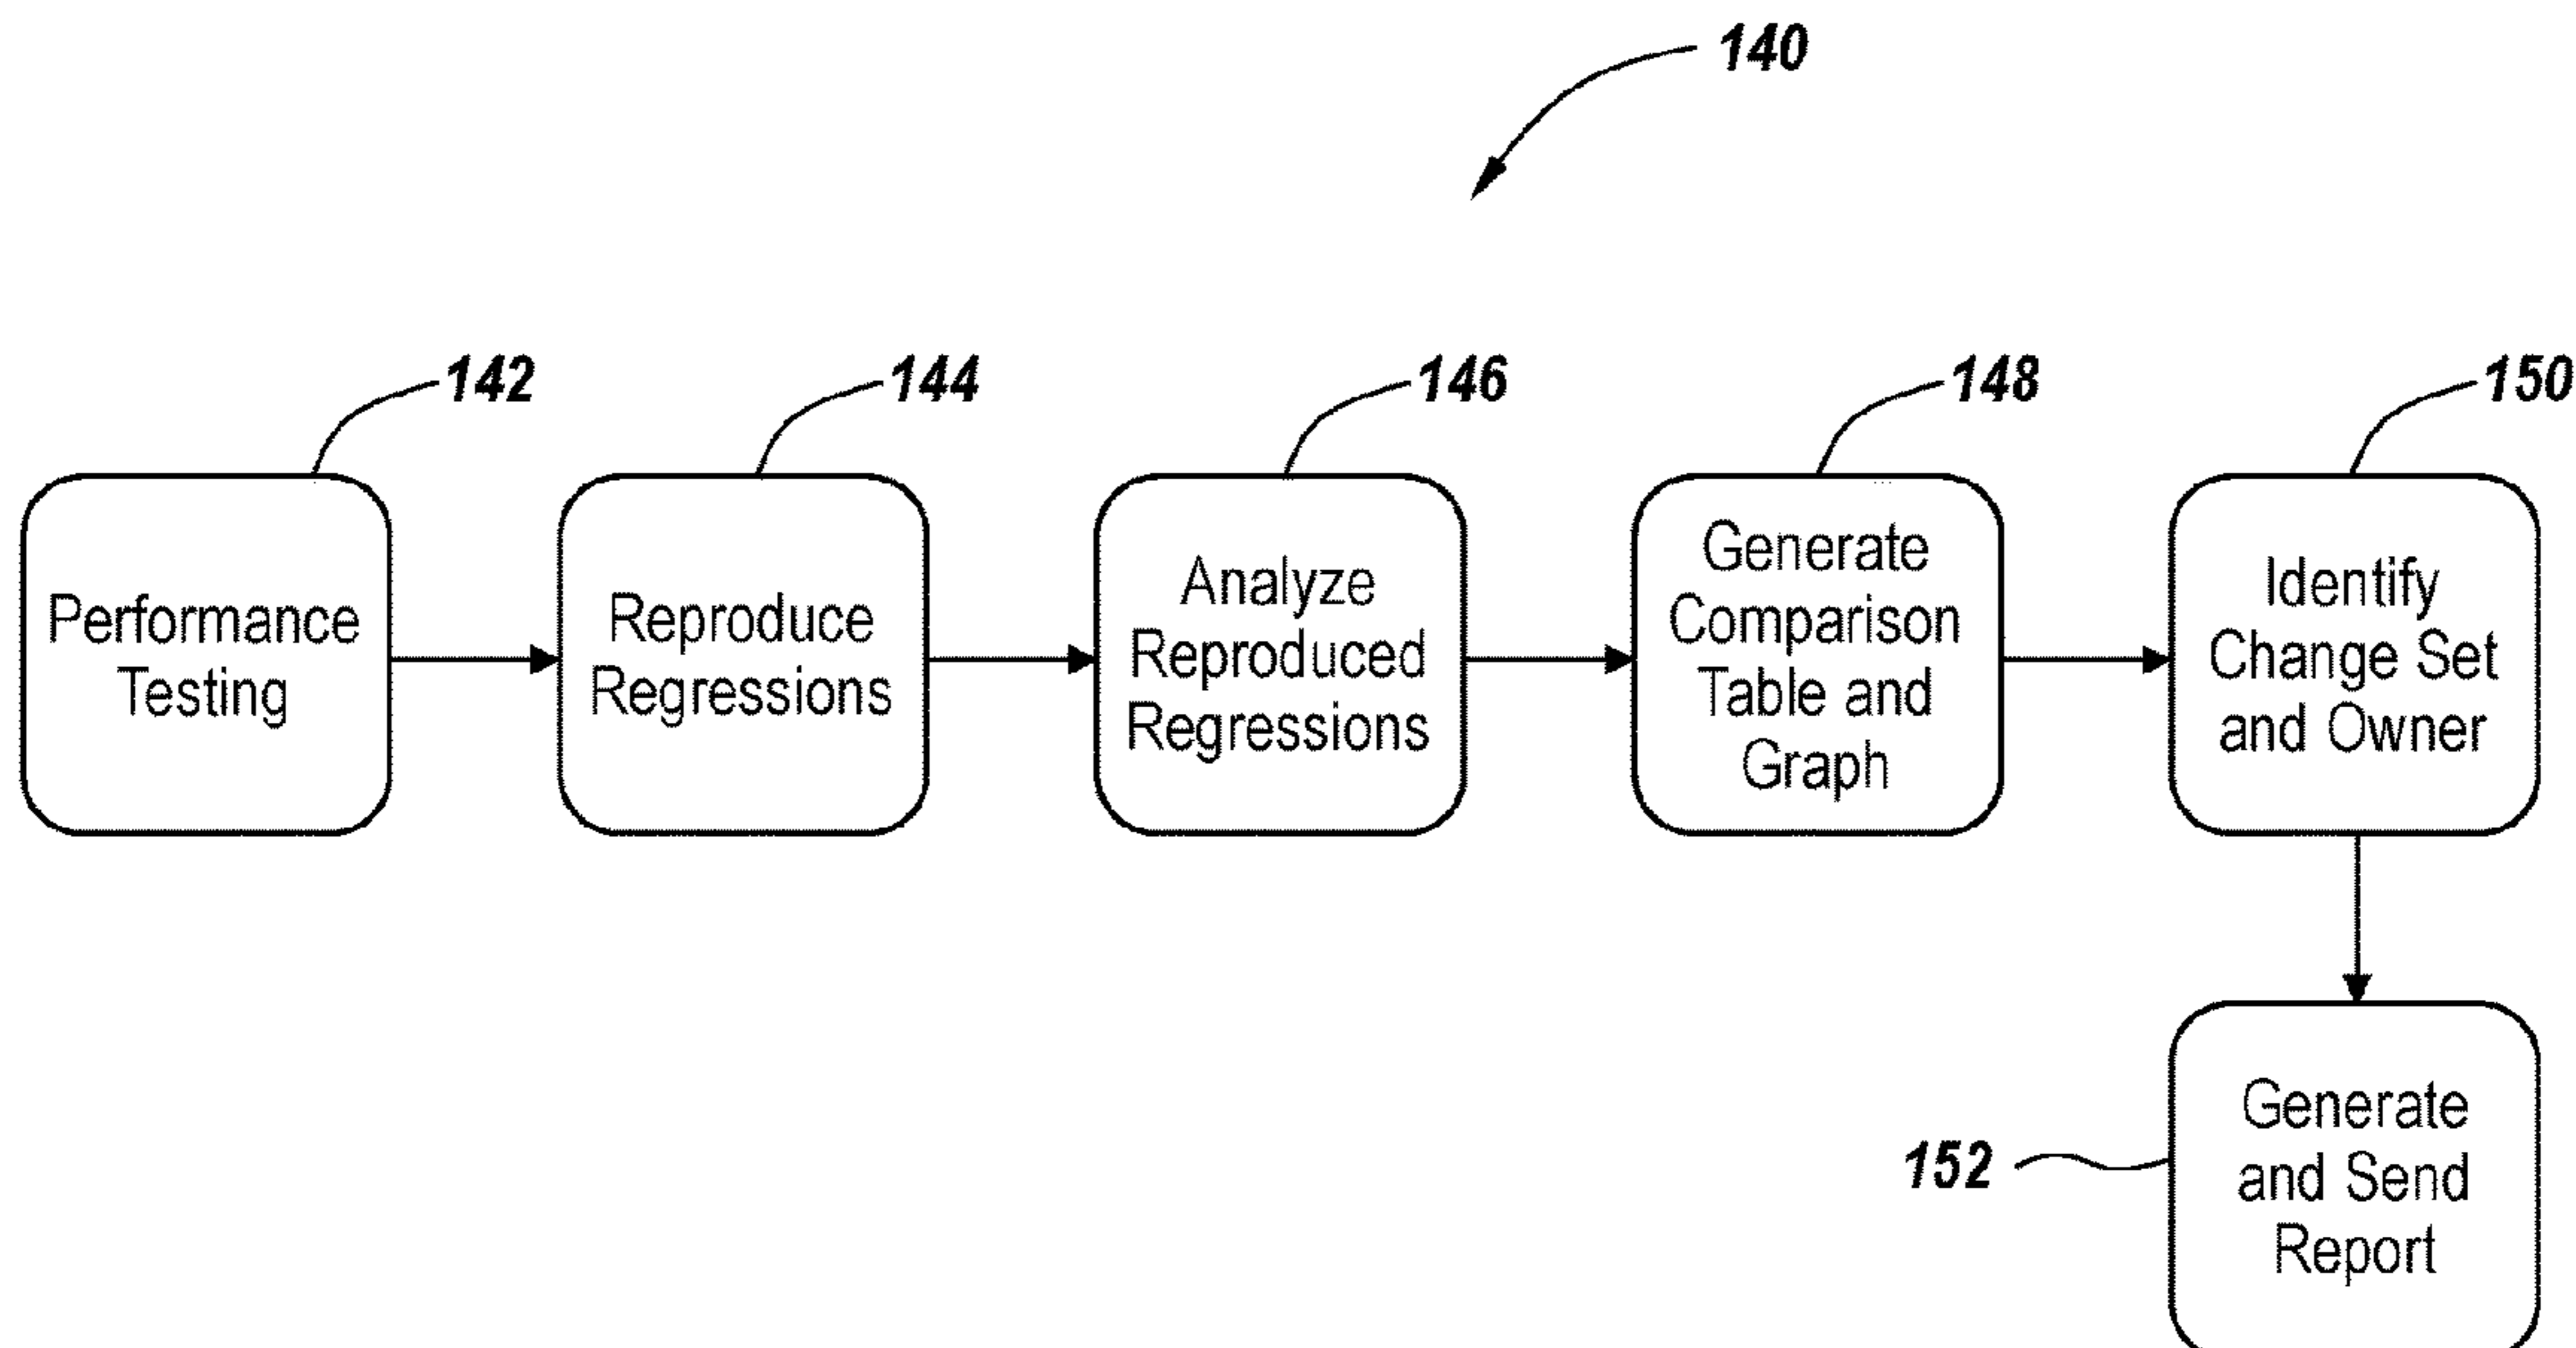 140
142
144
146
148
150
Performance
Testing
Reproduce
Regressions
Analyze
Reproduced
Regressions
Generate
Comparison
Table and
Graph
Identify
Change Set
and Owner
152
Generate
and Send
Report